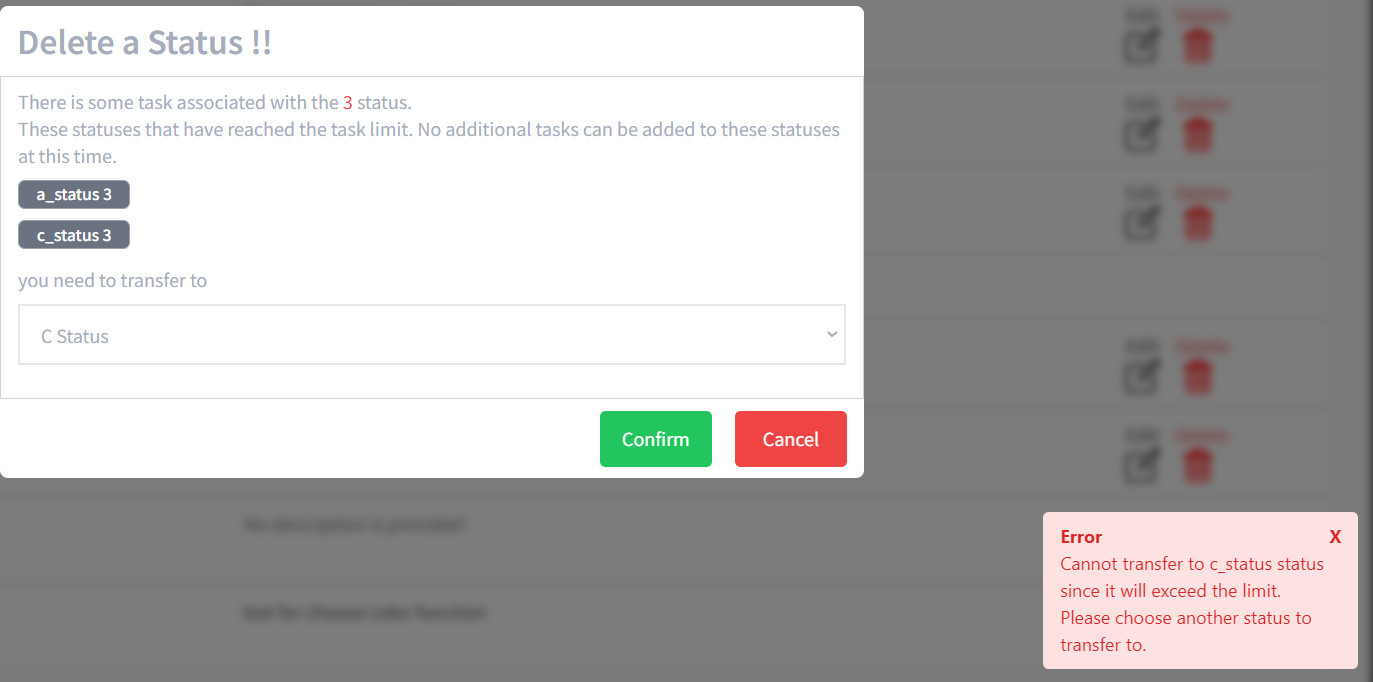 Delete a Status !!
There is some task associated with the 3 status.
These statuses that have reached the task limit. No additional tasks can be added to these statuses
at this time.
a_status 3
c_status 3
you need to transfer to
C Status
Confirm
Cancel
Edit Delete
Edit Delete
Edit Delete
Edit Delete
Edit Delete
No description is provided
test for choose color function
Error X
Cannot transfer to c_status status
since it will exceed the limit.
Please choose another status to
transfer to.